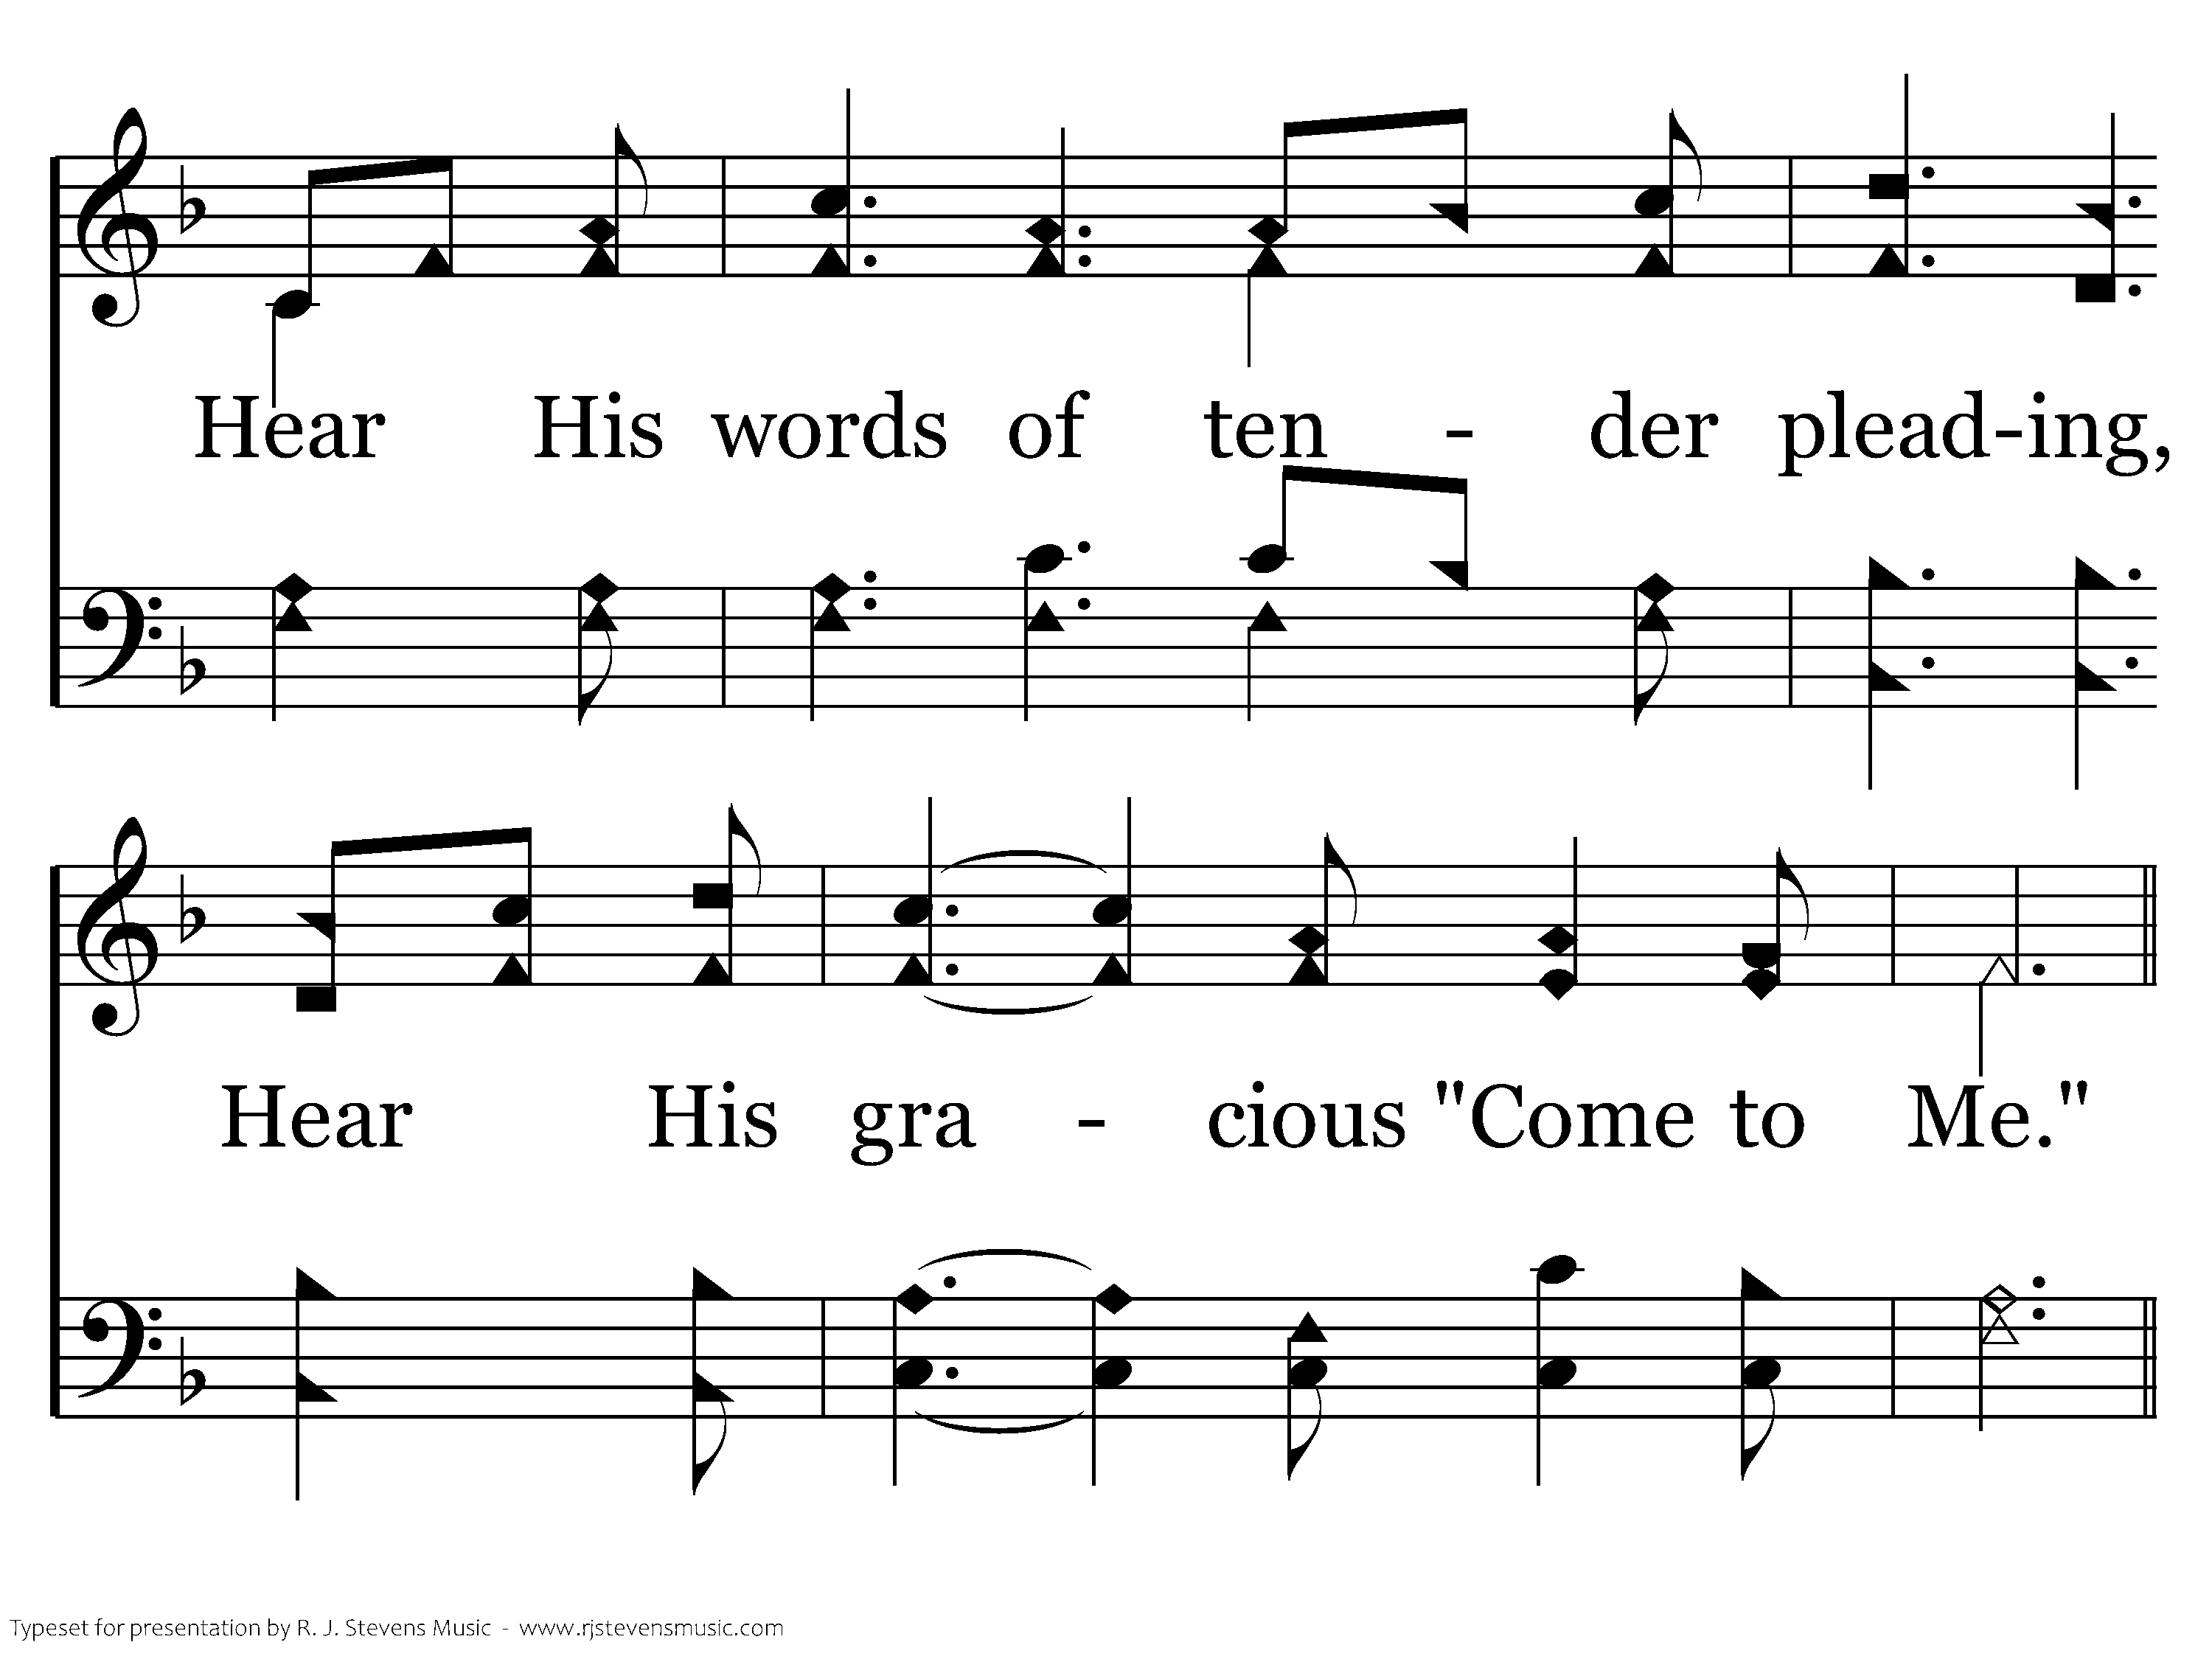 Hear His words of ten - der plead-ing,
Hear His gra - cious "Come to Me."
Typeset for presentation by R. J. Stevens Music - www.rjstevensmusic.com